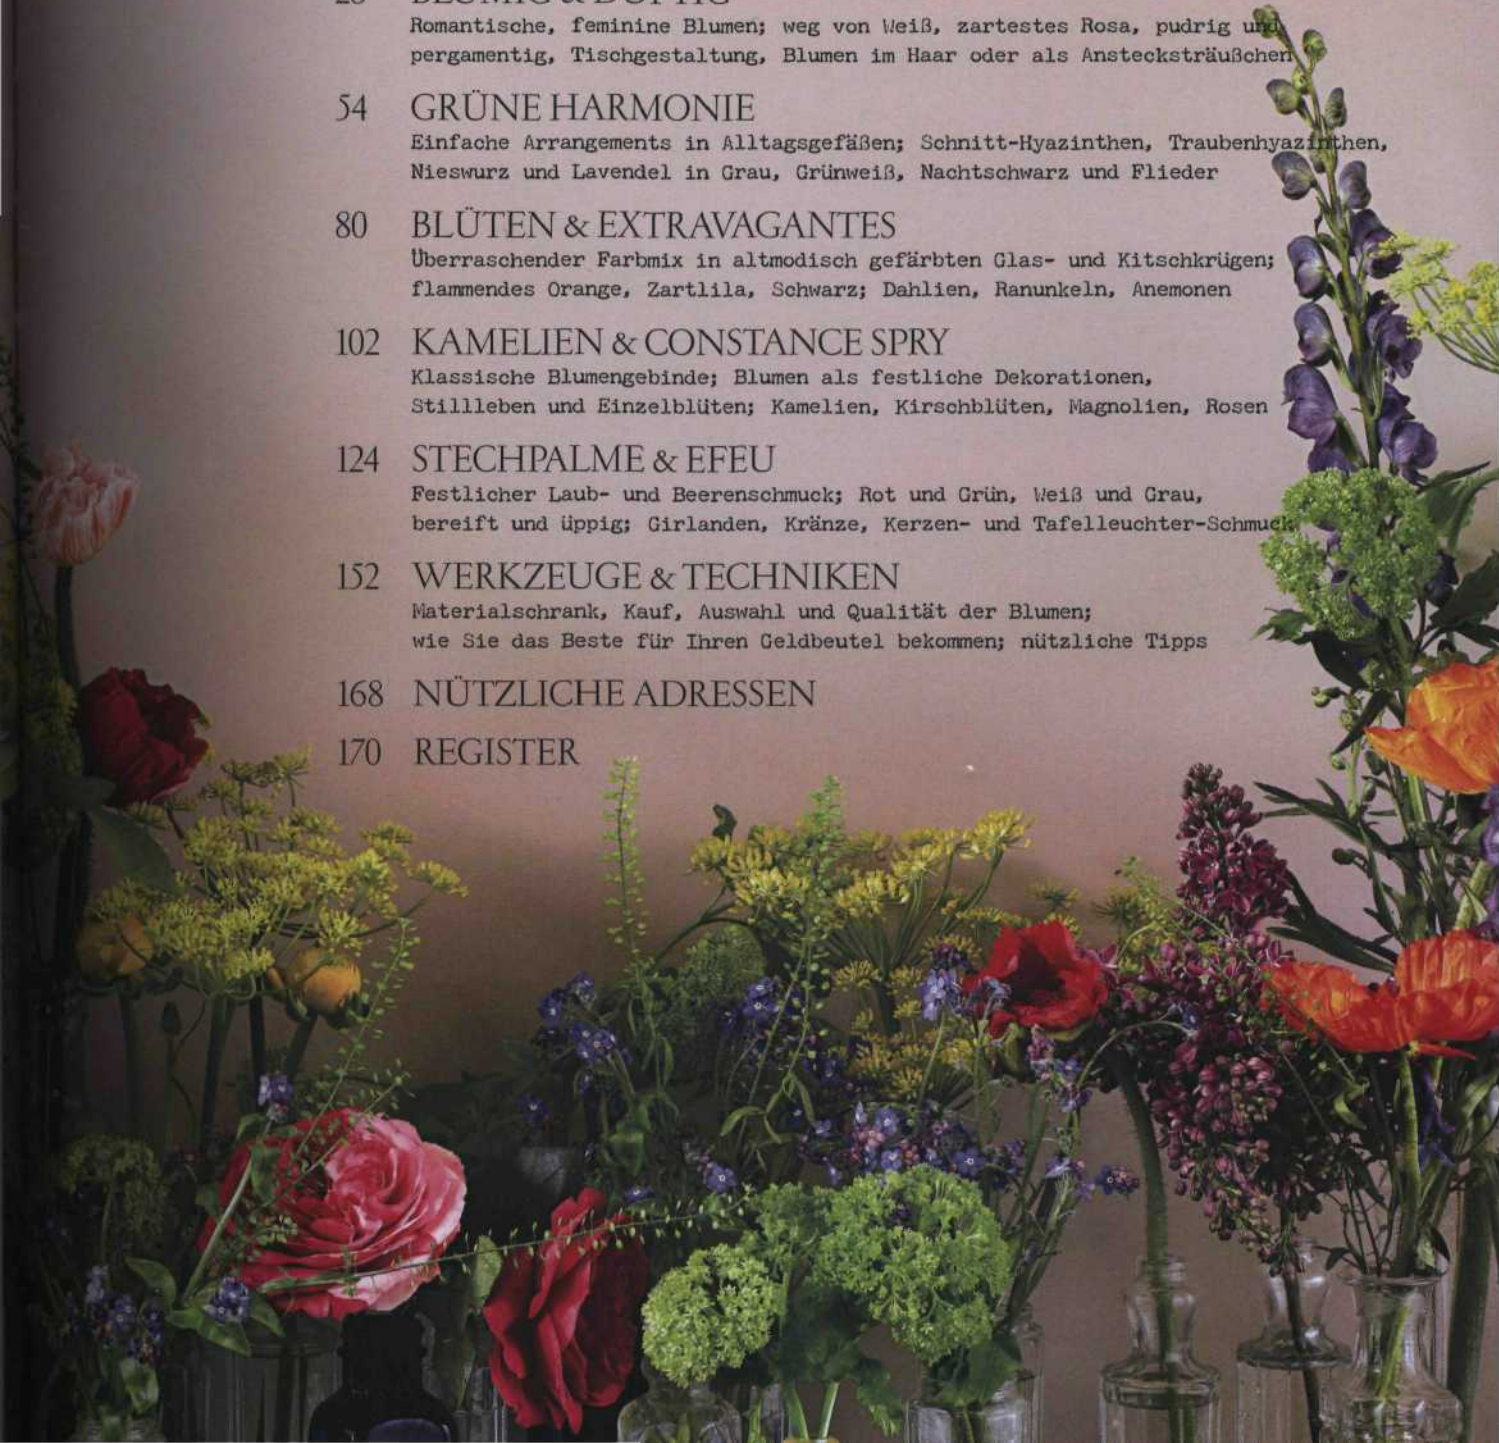 Romantische, feminine Blumen; weg von Weiß, zartestes Rosa, pudrig und
pergamentig, Tischgestaltung, Blumen im Haar oder als Anstecksträußchen
54 GRÜNE HARMONIE
Einfache Arrangements in Alltagsgefäßen; Schnitt-Hyazinthen, Traubenhyazinthen,
Nieswurz und Lavendel in Grau, Grünweiß, Nachtschwarz und Flieder
80 BLÜTEN & EXTRAVAGANTES
Überraschender Farbmix in altmodisch gefärbten Glas- und Kitschkrügen;
flammendes Orange, Zartlila, Schwarz; Dahlien, Ranunkeln, Anemonen
102 KAMELIEN & CONSTANCE SPRY
Klassische Blumengebinde; Blumen als festliche Dekorationen,
Stillleben und Einzelblüten; Kamelien, Kirschblüten, Magnolien, Rosen
124 STECHPALME & EFEU
Festlicher Laub- und Beerenschmuck; Rot und Grün, Weiß und Grau,
bereift und üppig; Girlanden, Kränze, Kerzen- und Tafelleuchter-Schmuck
152 WERKZEUGE & TECHNIKEN
Materialschrank, Kauf, Auswahl und Qualität der Blumen;
wie Sie das Beste für Ihren Geldbeutel bekommen; nützliche Tipps
168 NÜTZLICHE ADRESSEN
170 REGISTER